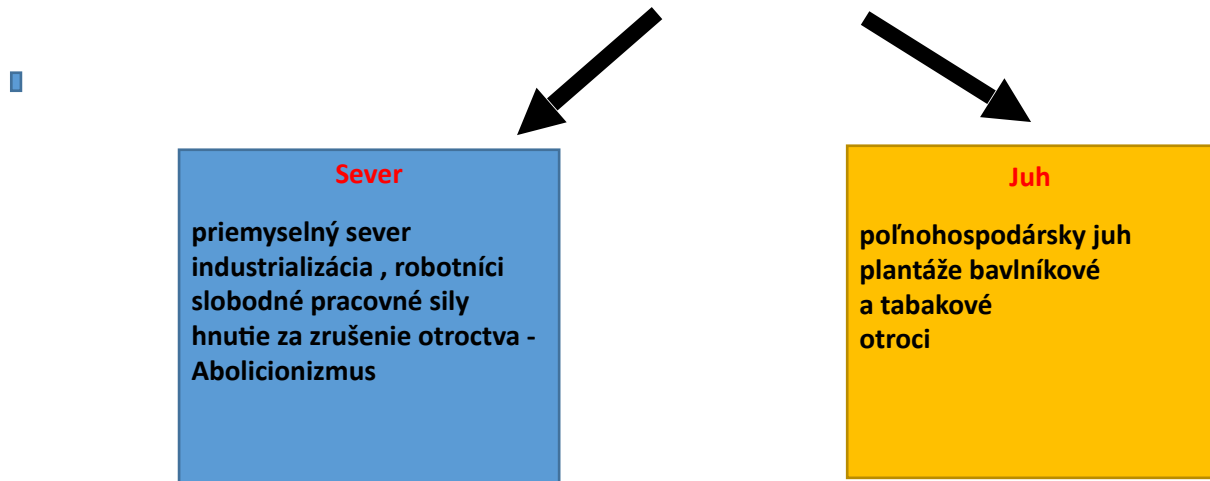 Sever
priemyselný sever
industrializácia , robotníci
slobodné pracovné sily
hnutie za zrušenie otroctva -
Abolicionizmus
Juh
poľnohospodársky juh
plantáže bavlníkové
a tabakové
otroci